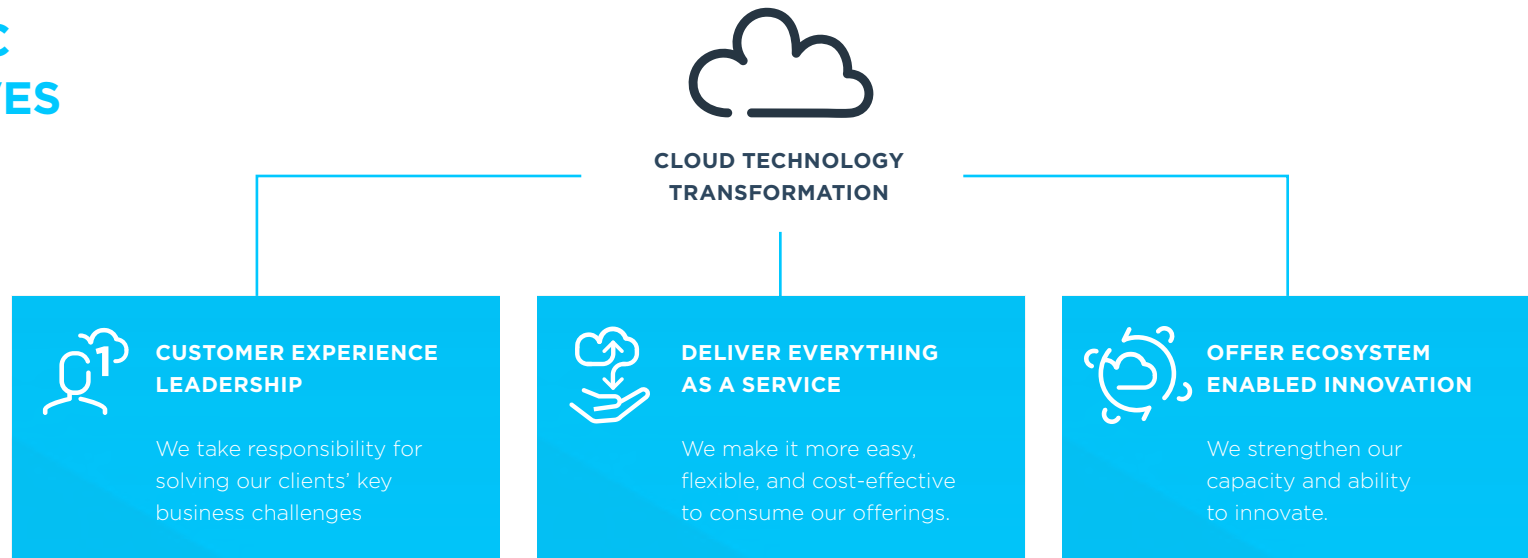 C
VES
CLOUD TECHNOLOGY
TRANSFORMATION
1
CUSTOMER EXPERIENCE
LEADERSHIP
We take responsibility for
solving our clients’ key
business challenges
DELIVER EVERYTHING
AS A SERVICE
We make it more easy,
flexible, and cost-effective
to consume our offerings.
OFFER ECOSYSTEM
ENABLED INNOVATION
We strengthen our
capacity and ability
to innovate.